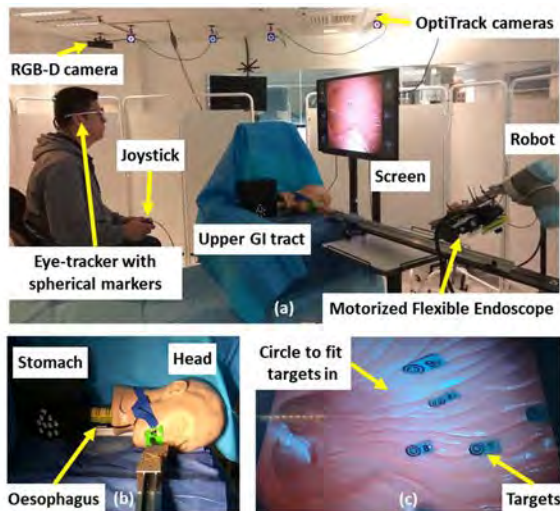 OptiTrack cameras
RGB-D camera
Joystick
Robot
Screen
Upper GI tract
Eye-tracker with
spherical markers
(a)
Motorized Flexible Endoscope
Stomach
Head
Circle to fit
targets in
Oesophagus
(b)
(c)
Targets